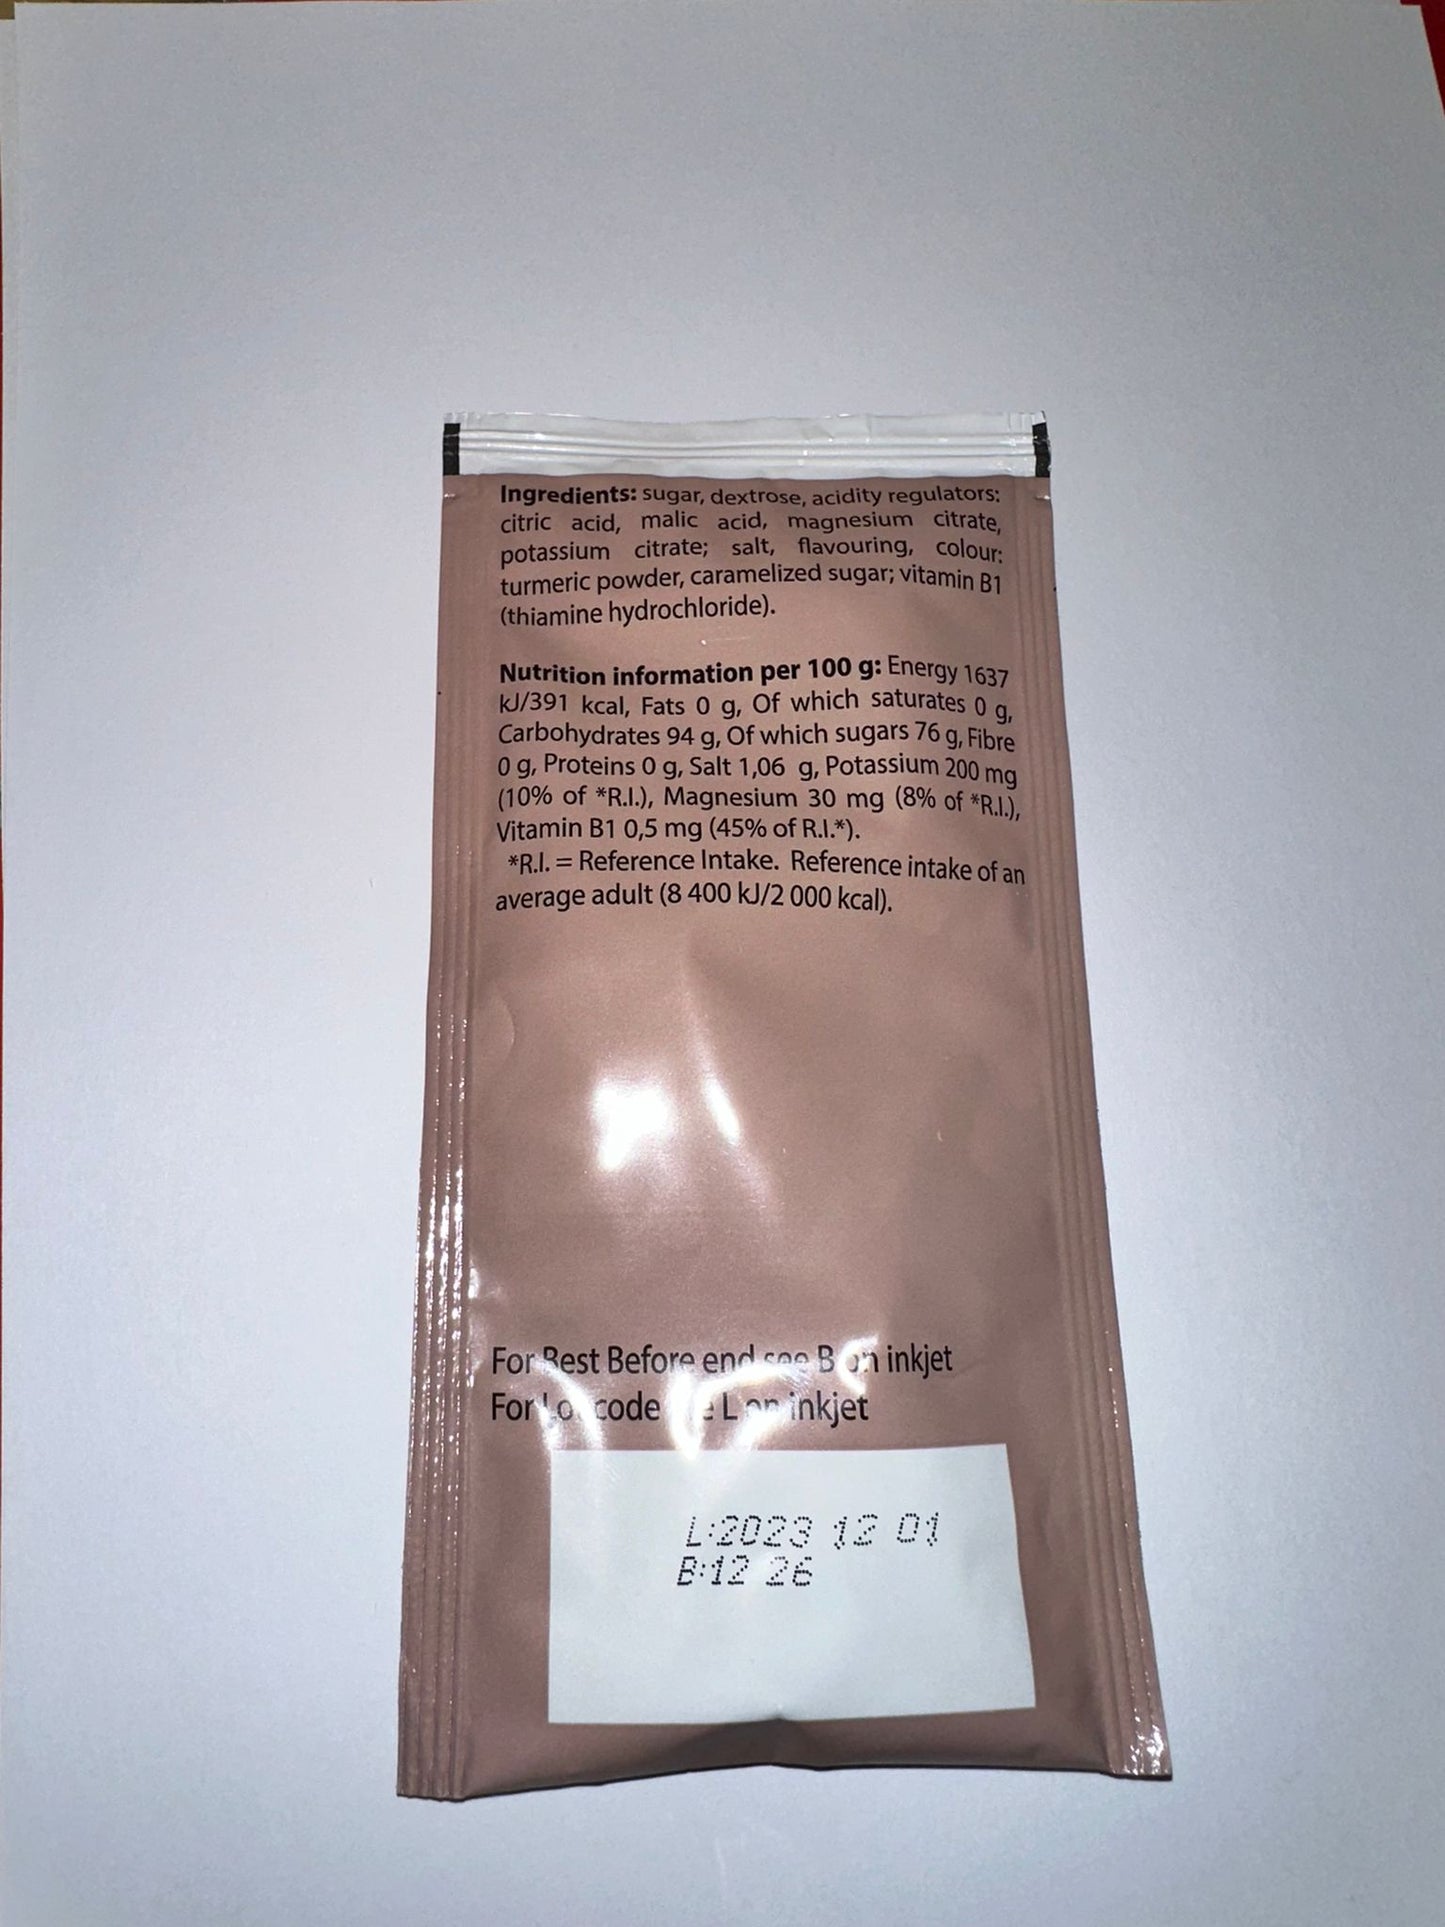 Ingredients: sugar, dextrose, acidity regulators:
citric acid, malic acid, magnesium citrate,
potassium citrate; salt, flavouring, colour:
turmeric powder, caramelized sugar; vitamin B1
(thiamine hydrochloride).
Nutrition information per 100 g: Energy 1637
kJ/391 kcal, Fats 0 g, Of which saturates 0 g,
Carbohydrates 94 g, Of which sugars 76 g, Fibre
0 g, Proteins 0 g, Salt 1,06 g, Potassium 200 mg
(10% of *R.I.), Magnesium 30 mg (8% of *R.I.),
Vitamin B1 0,5 mg (45% of R.I.*).
*R.I. = Reference Intake. Reference intake of an
average adult (8 400 kJ/2 000 kcal).
For Best Before end see B on inkjet
For Lot code see L on inkjet
L:2023 12 01
B:12 26